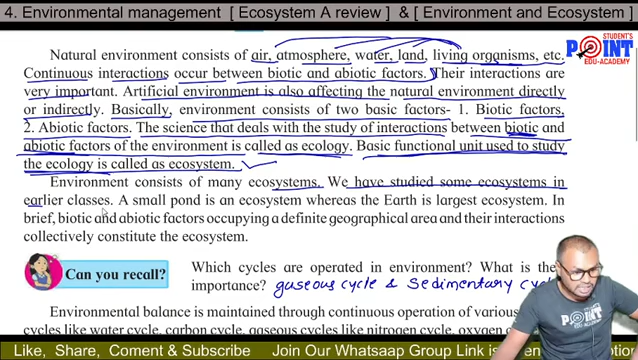 4. Environmental management [ Ecosystem A review ] & [ Environment and Ecosystem ]
STUDENT'S
POINT
EDU-ACADEMY
Natural environment consists of air, atmosphere, water, land, living organisms, etc.
Continuous interactions occur between biotic and abiotic factors. Their interactions are
very important. Artificial environment is also affecting the natural environment directly
or indirectly. Basically, environment consists of two basic factors- 1. Biotic factors,
2. Abiotic factors. The science that deals with the study of interactions between biotic and
abiotic factors of the environment is called as ecology. Basic functional unit used to study
the ecology is called as ecosystem.
Environment consists of many ecosystems. We have studied some ecosystems in
earlier classes. A small pond is an ecosystem whereas the Earth is largest ecosystem. In
brief, biotic and abiotic factors occupying a definite geographical area and their interactions
collectively constitute the ecosystem.
Can you recall?
Which cycles are operated in environment? What is the
importance? gaseous cycle & Sedimentary
Environmental balance is maintained through continuous operation of various
cycles like water cycle, carbon cycle, gaseous cycles like nitrogen cycle, oxygen
Like, Share, Coment & Subscribe Join Our Whatsaap Group Link is